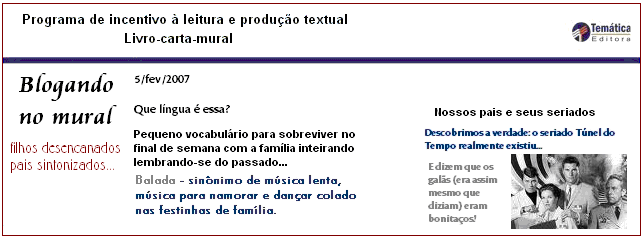 Programa de incentivo à leitura e produção textual
Livro-carta-mural
Temática
Editora
Blogando
no mural
filhos desencanados
pais sintonizados...
5/fev/2007
Que língua é essa?
Pequeno vocabulário para sobreviver no
final de semana com a família inteirando
lembrando-se do passado...
Balada - sinônimo de música lenta,
música para namorar e dançar colado
nas festinhas de família.
Nossos pais e seus seriados
Descobrimos a verdade: o seriado Túnel do
Tempo realmente existiu...
E dizem que os
galãs (era assim
mesmo que
diziam) eram
bonitaços!